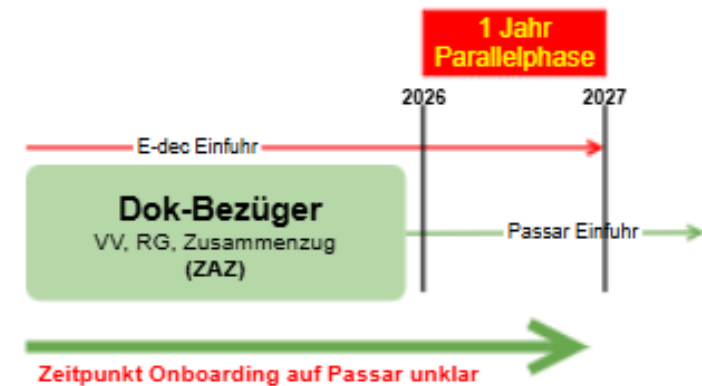 1 Jahr
Parallelphase
2026
2027
E-dec Einfuhr
Dok-Bezüger
VV, RG, Zusammenzug
(ZAZ)
Passar Einfuhr
Zeitpunkt Onboarding auf Passar unklar